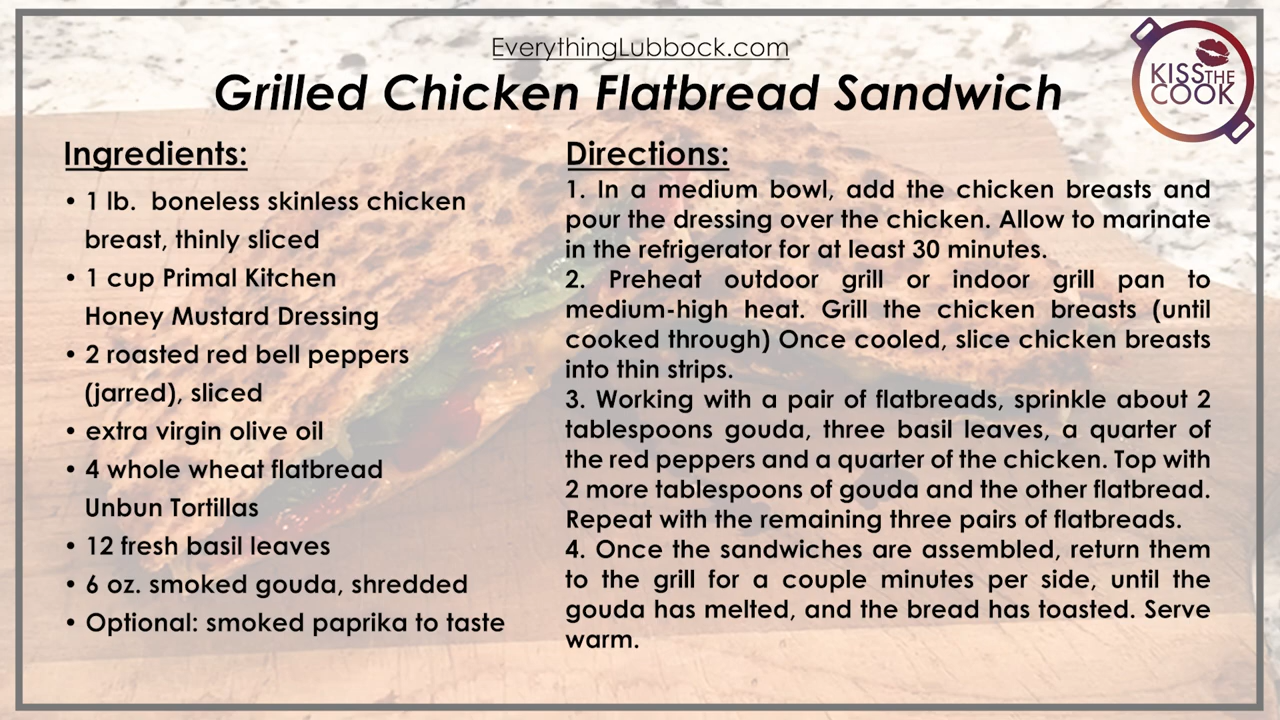 EverythingLubbock.com
Grilled Chicken Flatbread Sandwich
KISS THE
COOK
Ingredients:
• 1 lb.  boneless skinless chicken
breast, thinly sliced
• 1 cup Primal Kitchen
Honey Mustard Dressing
• 2 roasted red bell peppers
(jarred), sliced
• extra virgin olive oil
• 4 whole wheat flatbread
Unbun Tortillas
• 12 fresh basil leaves
• 6 oz. smoked gouda, shredded
• Optional: smoked paprika to taste
Directions:
1. In a medium bowl, add the chicken breasts and
pour the dressing over the chicken. Allow to marinate
in the refrigerator for at least 30 minutes.
2. Preheat outdoor grill or indoor grill pan to
medium-high heat. Grill the chicken breasts (until
cooked through) Once cooled, slice chicken breasts
into thin strips.
3. Working with a pair of flatbreads, sprinkle about 2
tablespoons gouda, three basil leaves, a quarter of
the red peppers and a quarter of the chicken. Top with
2 more tablespoons of gouda and the other flatbread.
Repeat with the remaining three pairs of flatbreads.
4. Once the sandwiches are assembled, return them
to the grill for a couple minutes per side, until the
gouda has melted, and the bread has toasted. Serve
warm.